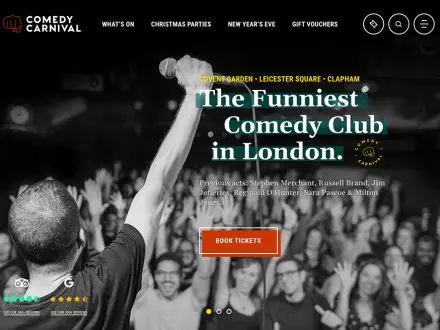 COMEDY
CARNIVAL
WHAT'S ON
CHRISTMAS PARTIES
NEW YEAR'S EVE
GIFT VOUCHERS
COVENT GARDEN • LEICESTER SQUARE • CLAPHAM
The Funniest
Comedy Club
in London.
COMEDY
CARNIVAL
Previous acts: Stephen Merchant, Russell Brand, Jim
Jefferies, Reginald D Hunter, Sara Pascoe & Milton
Jones.
BOOK TICKETS
G